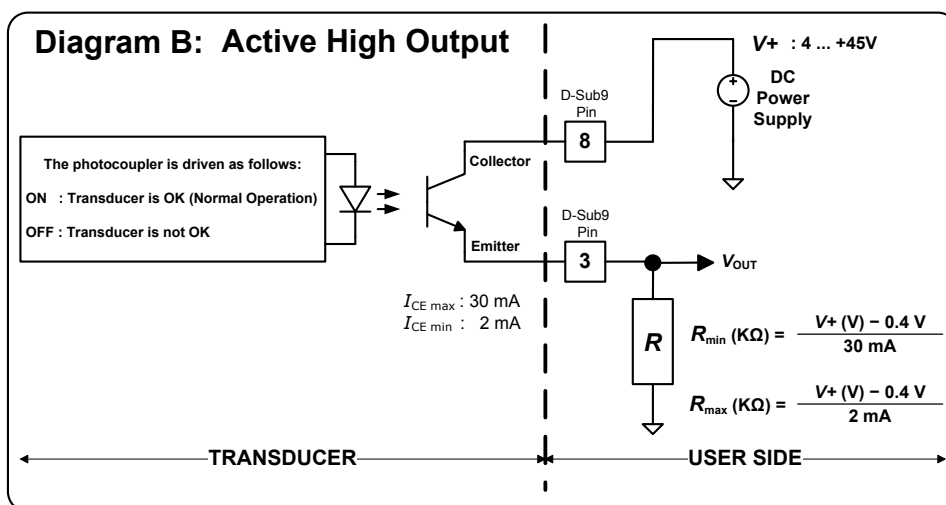 Diagram B: Active High Output
V+ : 4 ... +45V
DC
Power
Supply
+
−
D-Sub9
Pin
8
The photocoupler is driven as follows:
ON : Transducer is OK (Normal Operation)
OFF : Transducer is not OK
Collector
Emitter
D-Sub9
Pin
3
VOUT
ICE max : 30 mA
ICE min : 2 mA
R
Rmin (KΩ) = V+ (V) − 0.4 V
30 mA
Rmax (KΩ) = V+ (V) − 0.4 V
2 mA
TRANSDUCER
USER SIDE